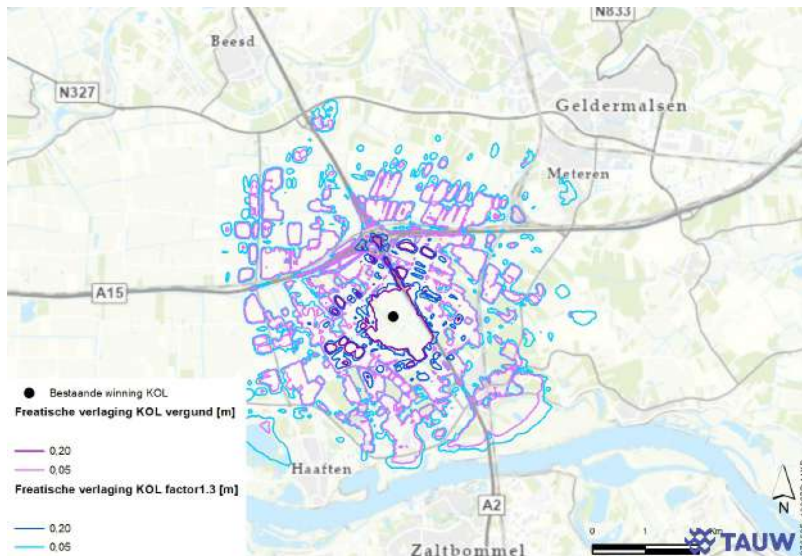 N833
Beesd
N327
Geldermalsen
Meteren
A15
Bestaande winning KOL
Freatische verlaging KOL vergund [m]
0,20
0,05
Freatische verlaging KOL factor1.3 [m]
0,20
0,05
Haaften
A2
N
0 1
TAUW
Zaltbommel